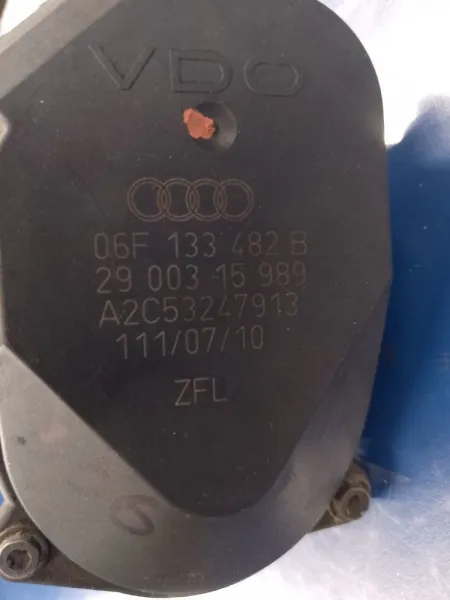 VDO
06F 133 482 B
29 003 15 989
A2C53247913
111/07/10
ZFL